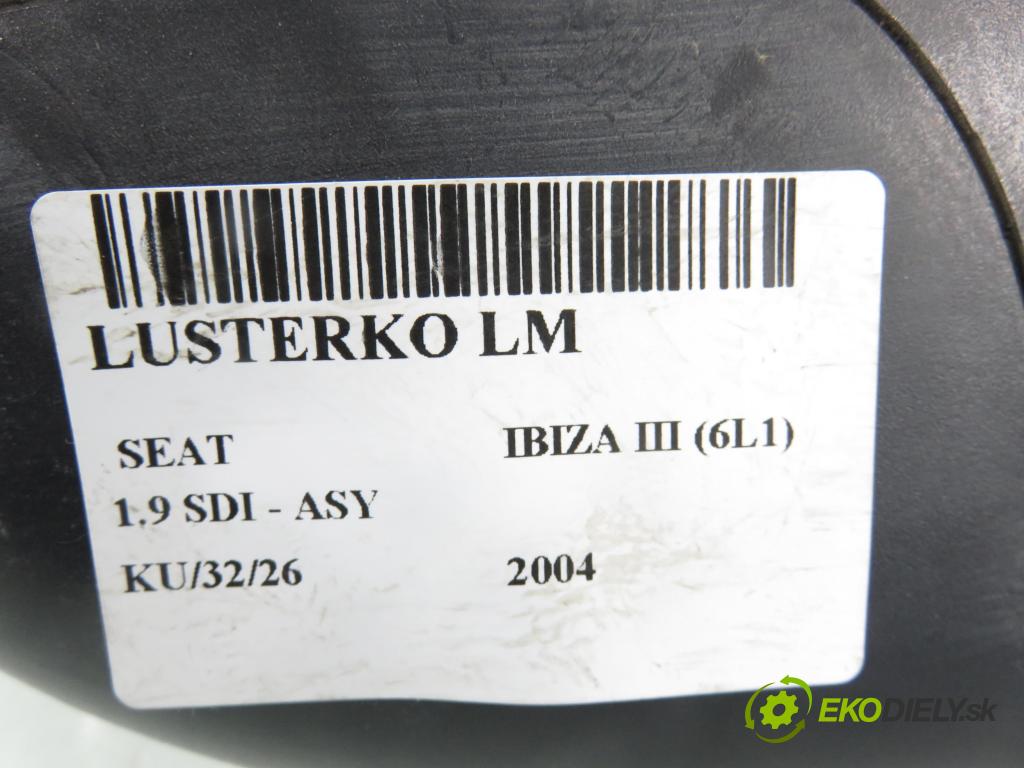 LUSTERKO LM
SEAT IBIZA III (6L1)
1.9 SDI - ASY
KU/32/26 2004
EKODIELY.sk